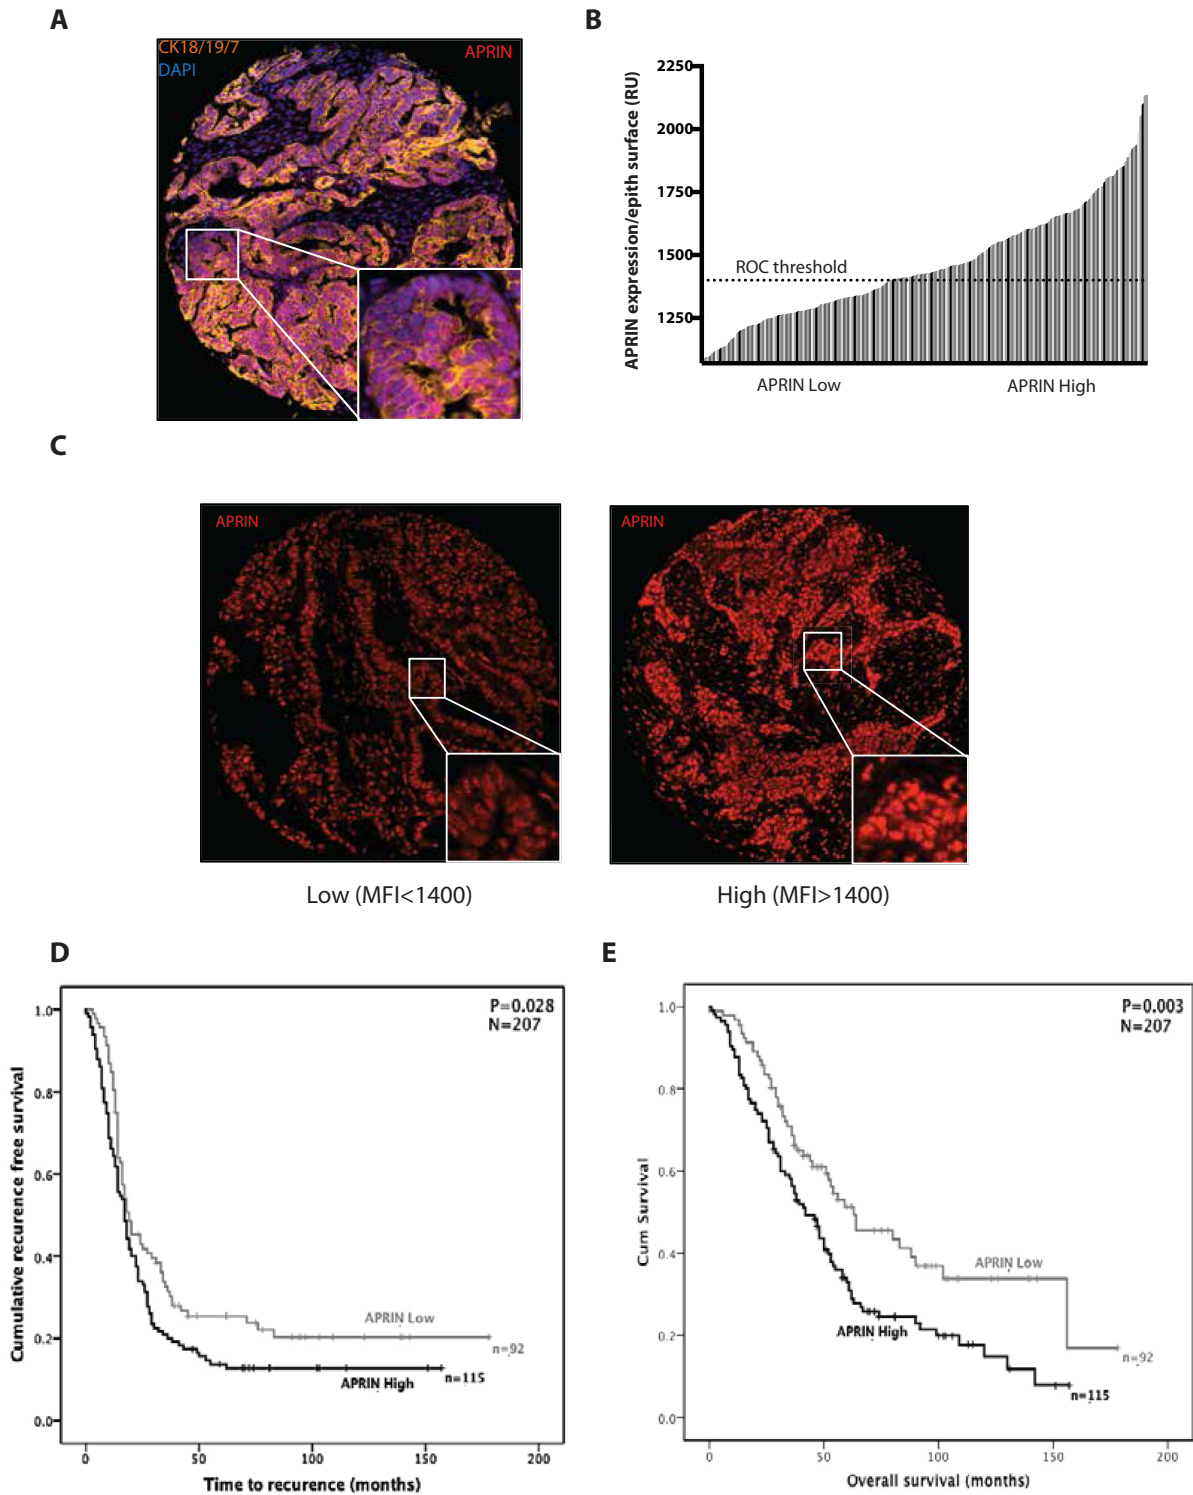 A
CK18/19/7
APRIN
DAPI
B
APRIN expression/epith surface (RU)
2250
2000
1750
1500
1250
ROC threshold
APRIN Low
APRIN High
C
APRIN
Low (MFI<1400)
APRIN
High (MFI>1400)
D
P=0.028
N=207
Cumulative recurence free survival
1.0
0.8
0.6
0.4
0.2
0.0
APRIN Low
n=92
APRIN High
n=115
0
50
100
150
200
Time to recurence (months)
E
P=0.003
N=207
Cum Survival
1.0
0.8
0.6
0.4
0.2
0.0
APRIN Low
APRIN High
n=92
n=115
0
50
100
150
200
Overall survival (months)